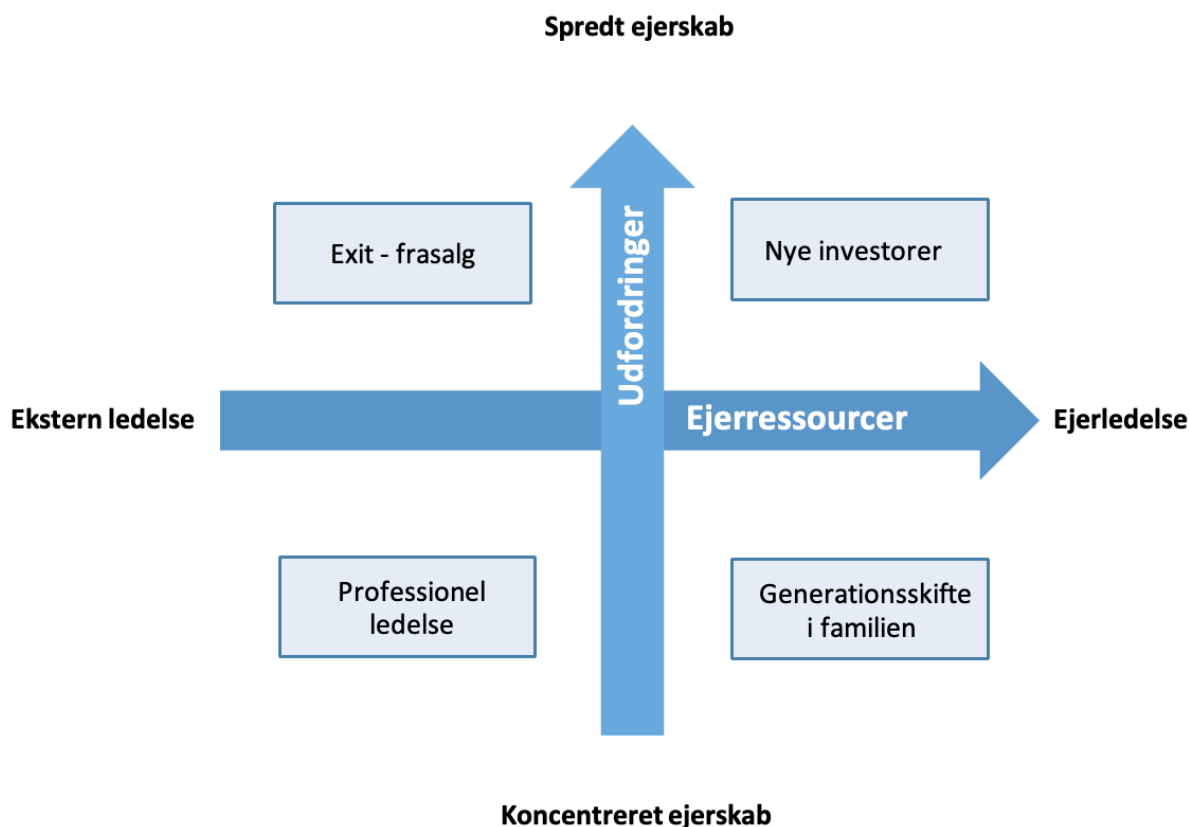 Spredt ejerskab
Exit - frasalg
Udfordringer
Nye investorer
Ekstern ledelse
Ejerressourcer
Ejerledelse
Professionel
ledelse
Generationsskifte
i familien
Koncentreret ejerskab